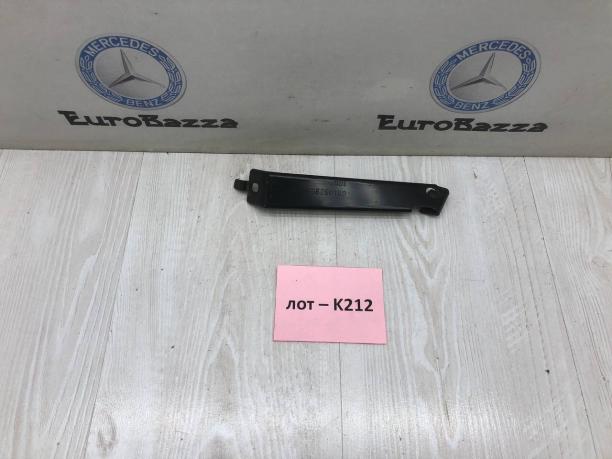 MERCEDES
BENZ
EUROBAZZA
MERCEDES
BENZ
EUROBAZZA
лот – K212